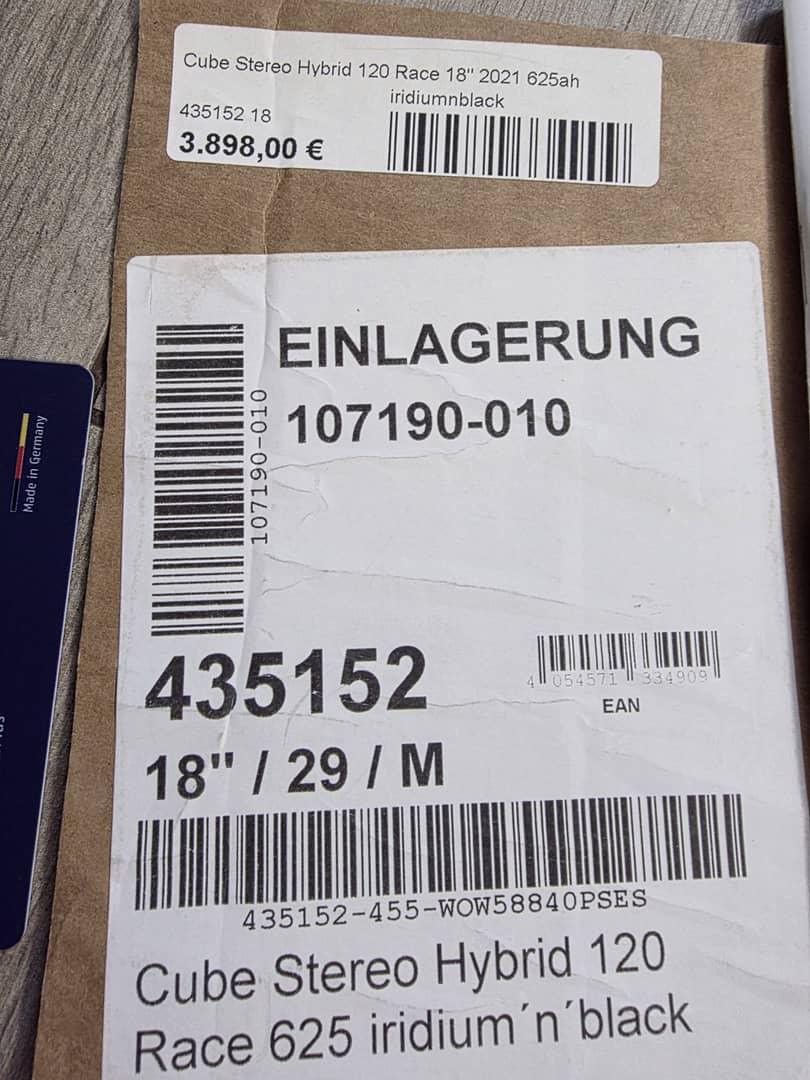 Cube Stereo Hybrid 120 Race 18" 2021 625ah
iridiumnblack
435152 18
3.898,00 €
EINLAGERUNG
107190-010
107190-010
Made in Germany
435152
4 054571 334909
EAN
18" / 29 / M
435152-455-WOW58840PSES
Cube Stereo Hybrid 120
Race 625 iridium´n´black